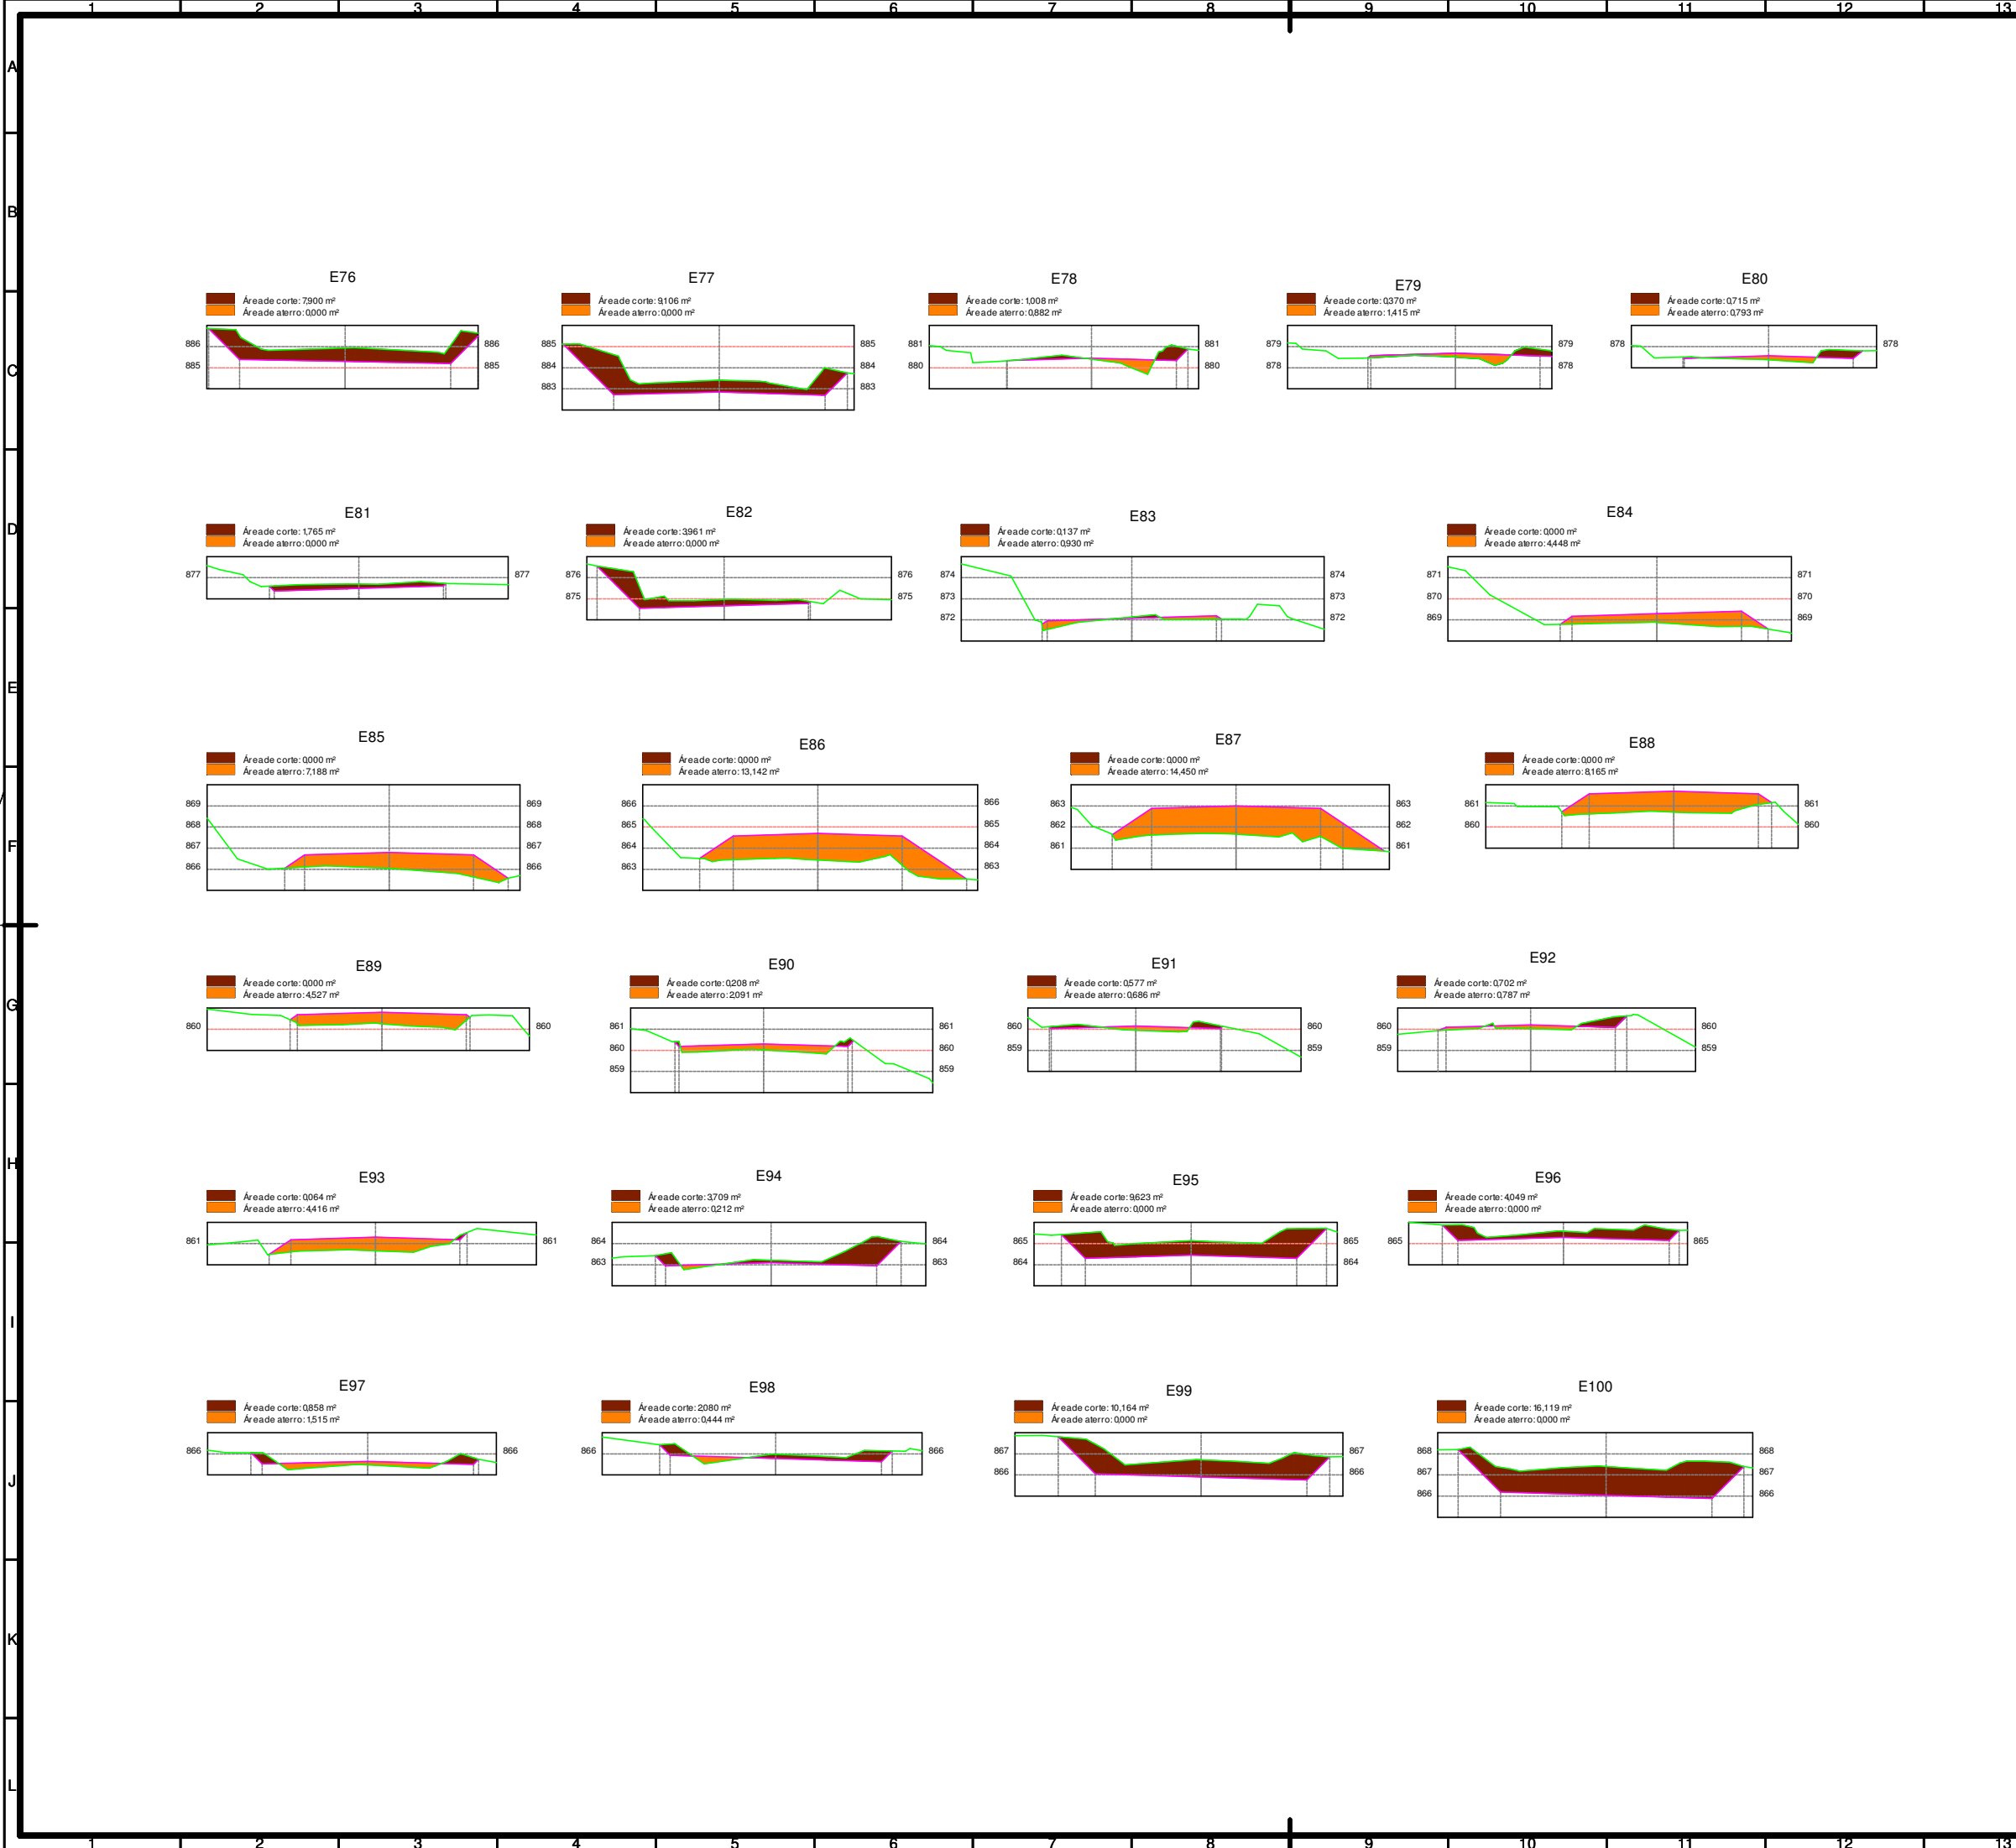 1 2 3 4 5 6 7 8 9 10 11 12 13
A
B
E76 E77 E78 E79 E80
Área de corte: 7,900 m² Área de corte: 9,106 m² Área de corte: 1,008 m² Área de corte: 0,370 m² Área de corte: 0,715 m²
Área de aterro: 0,000 m² Área de aterro: 0,000 m² Área de aterro: 0,882 m² Área de aterro: 1,415 m² Área de aterro: 0,793 m²
886 886 885 885 881 881 879 879 878 878
885 885 884 884 880 880 878 878
883 883
C
E81 E82 E83 E84
D
Área de corte: 1,765 m² Área de corte: 3,961 m² Área de corte: 0,137 m² Área de corte: 0,000 m²
Área de aterro: 0,000 m² Área de aterro: 0,000 m² Área de aterro: 0,930 m² Área de aterro: 4,448 m²
877 877 876 876 874 874 871 871
875 875 873 873 870 870
872 872 869 869
E
E85 E86 E87 E88
Área de corte: 0,000 m² Área de corte: 0,000 m² Área de corte: 0,000 m² Área de corte: 0,000 m²
Área de aterro: 7,188 m² Área de aterro: 13,142 m² Área de aterro: 14,450 m² Área de aterro: 8,165 m²
869 869 866 866 863 863 861 861
868 868 865 865 862 862 860 860
867 867 864 864 861 861
866 866 863 863
F
E89 E90 E91 E92
Área de corte: 0,000 m² Área de corte: 0,208 m² Área de corte: 0,577 m² Área de corte: 0,702 m²
Área de aterro: 4,527 m² Área de aterro: 2,091 m² Área de aterro: 0,686 m² Área de aterro: 0,787 m²
G
860 860 861 861 860 860 860 860
860 860 859 859 859 859
859 859
H
E93 E94 E95 E96
Área de corte: 0,064 m² Área de corte: 3,709 m² Área de corte: 9,623 m² Área de corte: 4,049 m²
Área de aterro: 4,416 m² Área de aterro: 0,212 m² Área de aterro: 0,000 m² Área de aterro: 0,000 m²
861 861 864 864 865 865 865 865
863 863 864 864
I
E97 E98 E99 E100
Área de corte: 0,858 m² Área de corte: 2,080 m² Área de corte: 10,164 m² Área de corte: 16,119 m²
Área de aterro: 1,515 m² Área de aterro: 0,444 m² Área de aterro: 0,000 m² Área de aterro: 0,000 m²
866 866 866 866 867 867 868 868
866 866 867 867
866 866
J
K
L
1 2 3 4 5 6 7 8 9 10 11 12 13